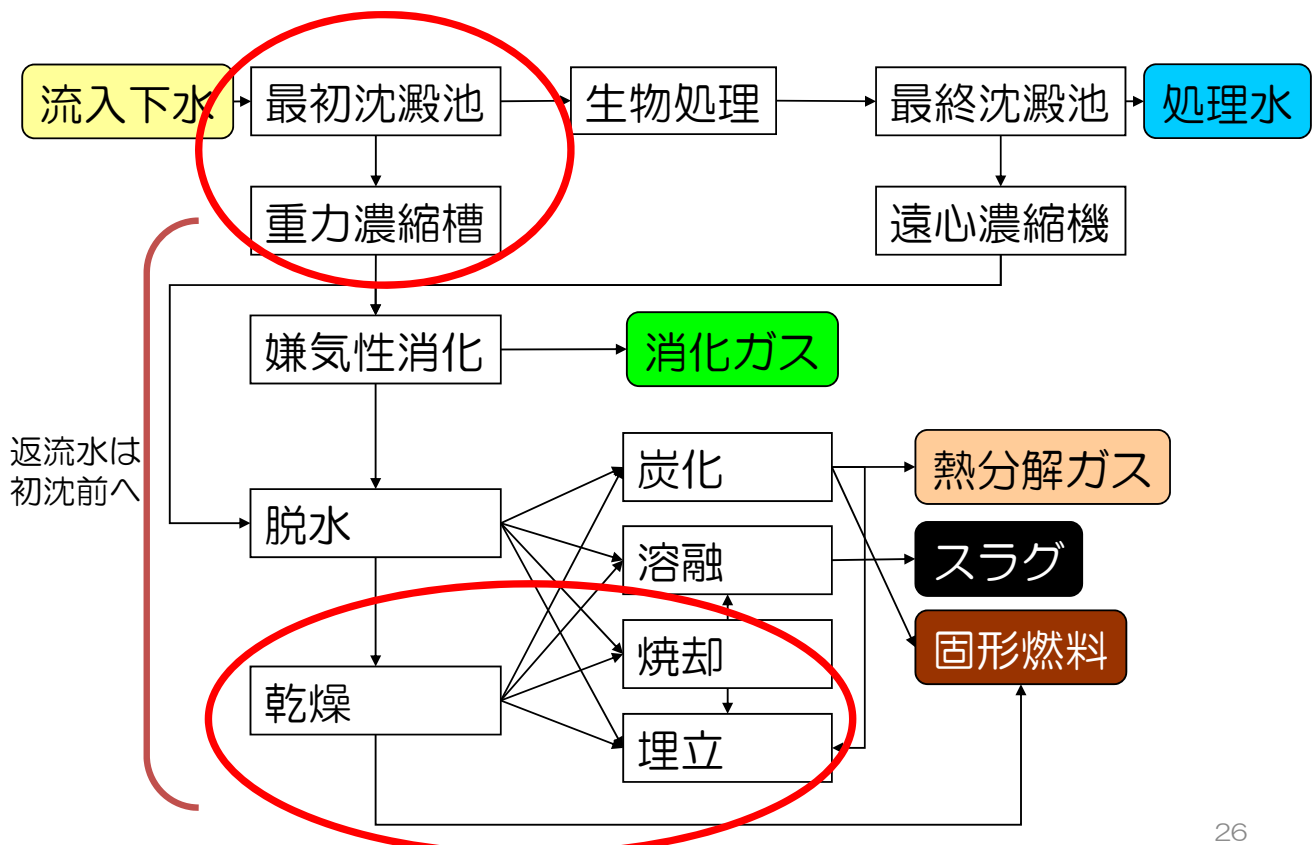 流入下水
最初沈澱池
生物処理
最終沈澱池
処理水
重力濃縮槽
遠心濃縮機
嫌気性消化
消化ガス
返流水は
初沈前へ
炭化
熱分解ガス
脱水
溶融
スラグ
焼却
固形燃料
乾燥
埋立
26